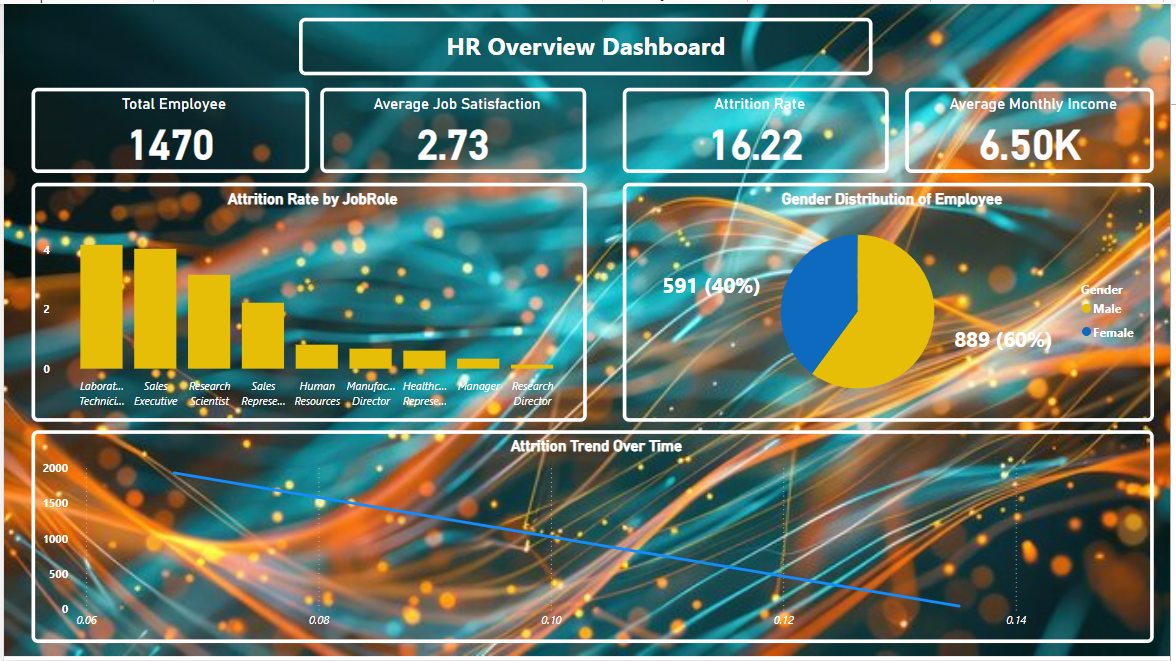 HR Overview Dashboard
Total Employee
1470
Average Job Satisfaction
2.73
Attrition Rate
16.22
Average Monthly Income
6.50K
Attrition Rate by JobRole
4
2
0
Laborat... Technici...
Sales Executive
Research Scientist
Sales Represe...
Human Resources
Manufac... Director
Healthc... Represe...
Manager
Research Director
Gender Distribution of Employee
591 (40%)
889 (60%)
Gender
Male
Female
Attrition Trend Over Time
2000
1500
1000
500
0
0.06
0.08
0.10
0.12
0.14